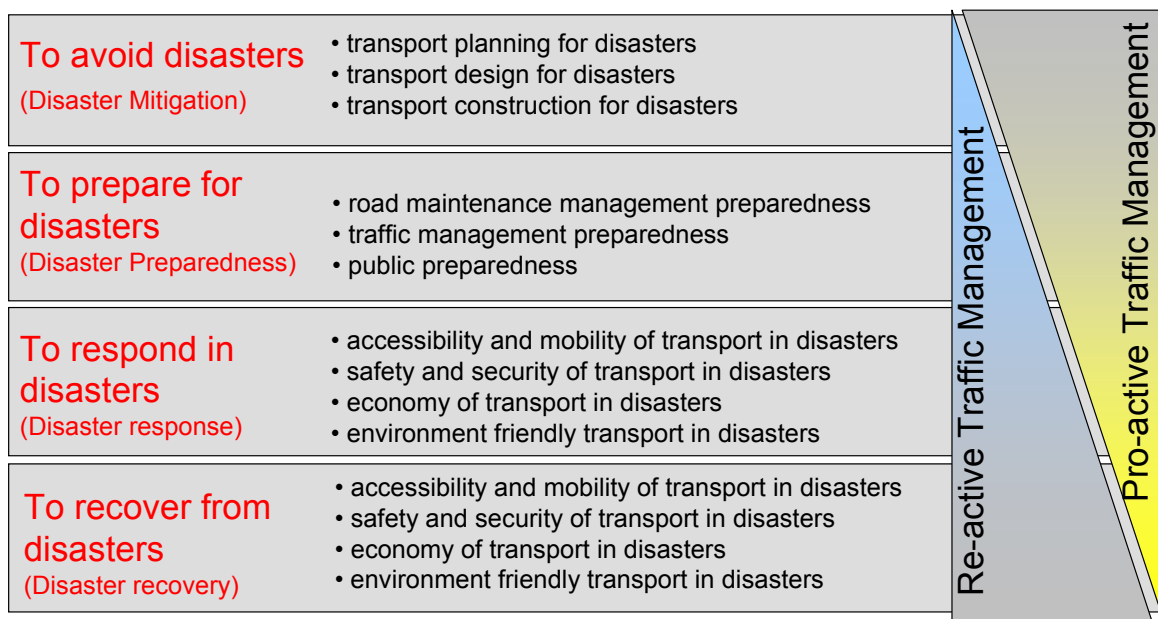 To avoid disasters
(Disaster Mitigation)
• transport planning for disasters
• transport design for disasters
• transport construction for disasters
To prepare for
disasters
(Disaster Preparedness)
• road maintenance management preparedness
• traffic management preparedness
• public preparedness
To respond in
disasters
(Disaster response)
• accessibility and mobility of transport in disasters
• safety and security of transport in disasters
• economy of transport in disasters
• environment friendly transport in disasters
To recover from
disasters
(Disaster recovery)
• accessibility and mobility of transport in disasters
• safety and security of transport in disasters
• economy of transport in disasters
• environment friendly transport in disasters
Re-active Traffic Management
Pro-active Traffic Management